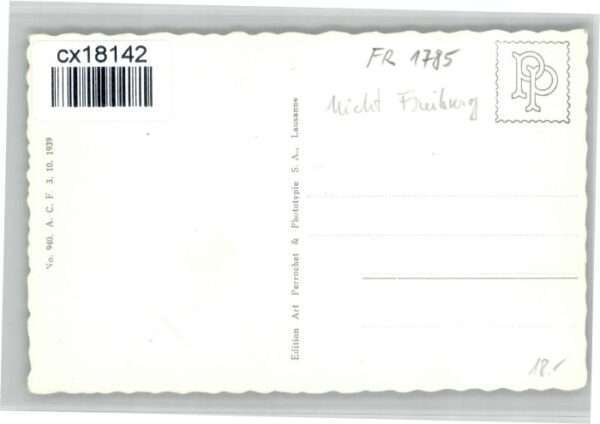 cx18142
FR 1785
Nicht Freiburg
PP
No. 940. A. C. F 3. 10. 1939
Edition Art Perrochet & Phototypie S. A., Lausanne
18.-